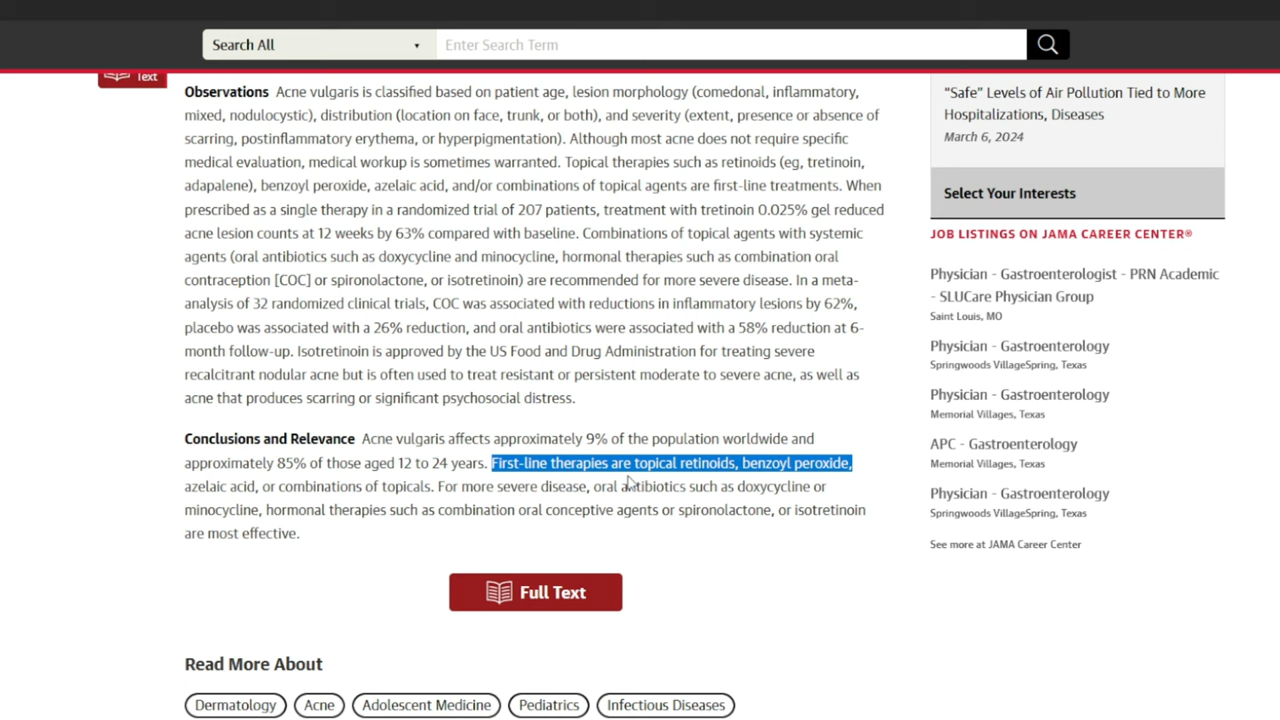 Search All
Enter Search Term
Text
Observations Acne vulgaris is classified based on patient age, lesion morphology (comedonal, inflammatory,
mixed, nodulocystic), distribution (location on face, trunk, or both), and severity (extent, presence or absence of
scarring, postinflammatory erythema, or hyperpigmentation). Although most acne does not require specific
medical evaluation, medical workup is sometimes warranted. Topical therapies such as retinoids (eg, tretinoin,
adapalene), benzoyl peroxide, azelaic acid, and/or combinations of topical agents are first-line treatments. When
prescribed as a single therapy in a randomized trial of 207 patients, treatment with tretinoin 0.025% gel reduced
acne lesion counts at 12 weeks by 63% compared with baseline. Combinations of topical agents with systemic
agents (oral antibiotics such as doxycycline and minocycline, hormonal therapies such as combination oral
contraception [COC] or spironolactone, or isotretinoin) are recommended for more severe disease. In a meta-
analysis of 32 randomized clinical trials, COC was associated with reductions in inflammatory lesions by 62%,
placebo was associated with a 26% reduction, and oral antibiotics were associated with a 58% reduction at 6-
month follow-up. Isotretinoin is approved by the US Food and Drug Administration for treating severe
recalcitrant nodular acne but is often used to treat resistant or persistent moderate to severe acne, as well as
acne that produces scarring or significant psychosocial distress.
Conclusions and Relevance Acne vulgaris affects approximately 9% of the population worldwide and
approximately 85% of those aged 12 to 24 years. First-line therapies are topical retinoids, benzoyl peroxide,
azelaic acid, or combinations of topicals. For more severe disease, oral antibiotics such as doxycycline or
minocycline, hormonal therapies such as combination oral conceptive agents or spironolactone, or isotretinoin
are most effective.
Full Text
Read More About
Dermatology
Acne
Adolescent Medicine
Pediatrics
Infectious Diseases
"Safe" Levels of Air Pollution Tied to More
Hospitalizations, Diseases
March 6, 2024
Select Your Interests
JOB LISTINGS ON JAMA CAREER CENTER®
Physician - Gastroenterologist - PRN Academic
- SLUCare Physician Group
Saint Louis, MO
Physician - Gastroenterology
Springwoods VillageSpring, Texas
Physician - Gastroenterology
Memorial Villages, Texas
APC - Gastroenterology
Memorial Villages, Texas
Physician - Gastroenterology
Springwoods VillageSpring, Texas
See more at JAMA Career Center